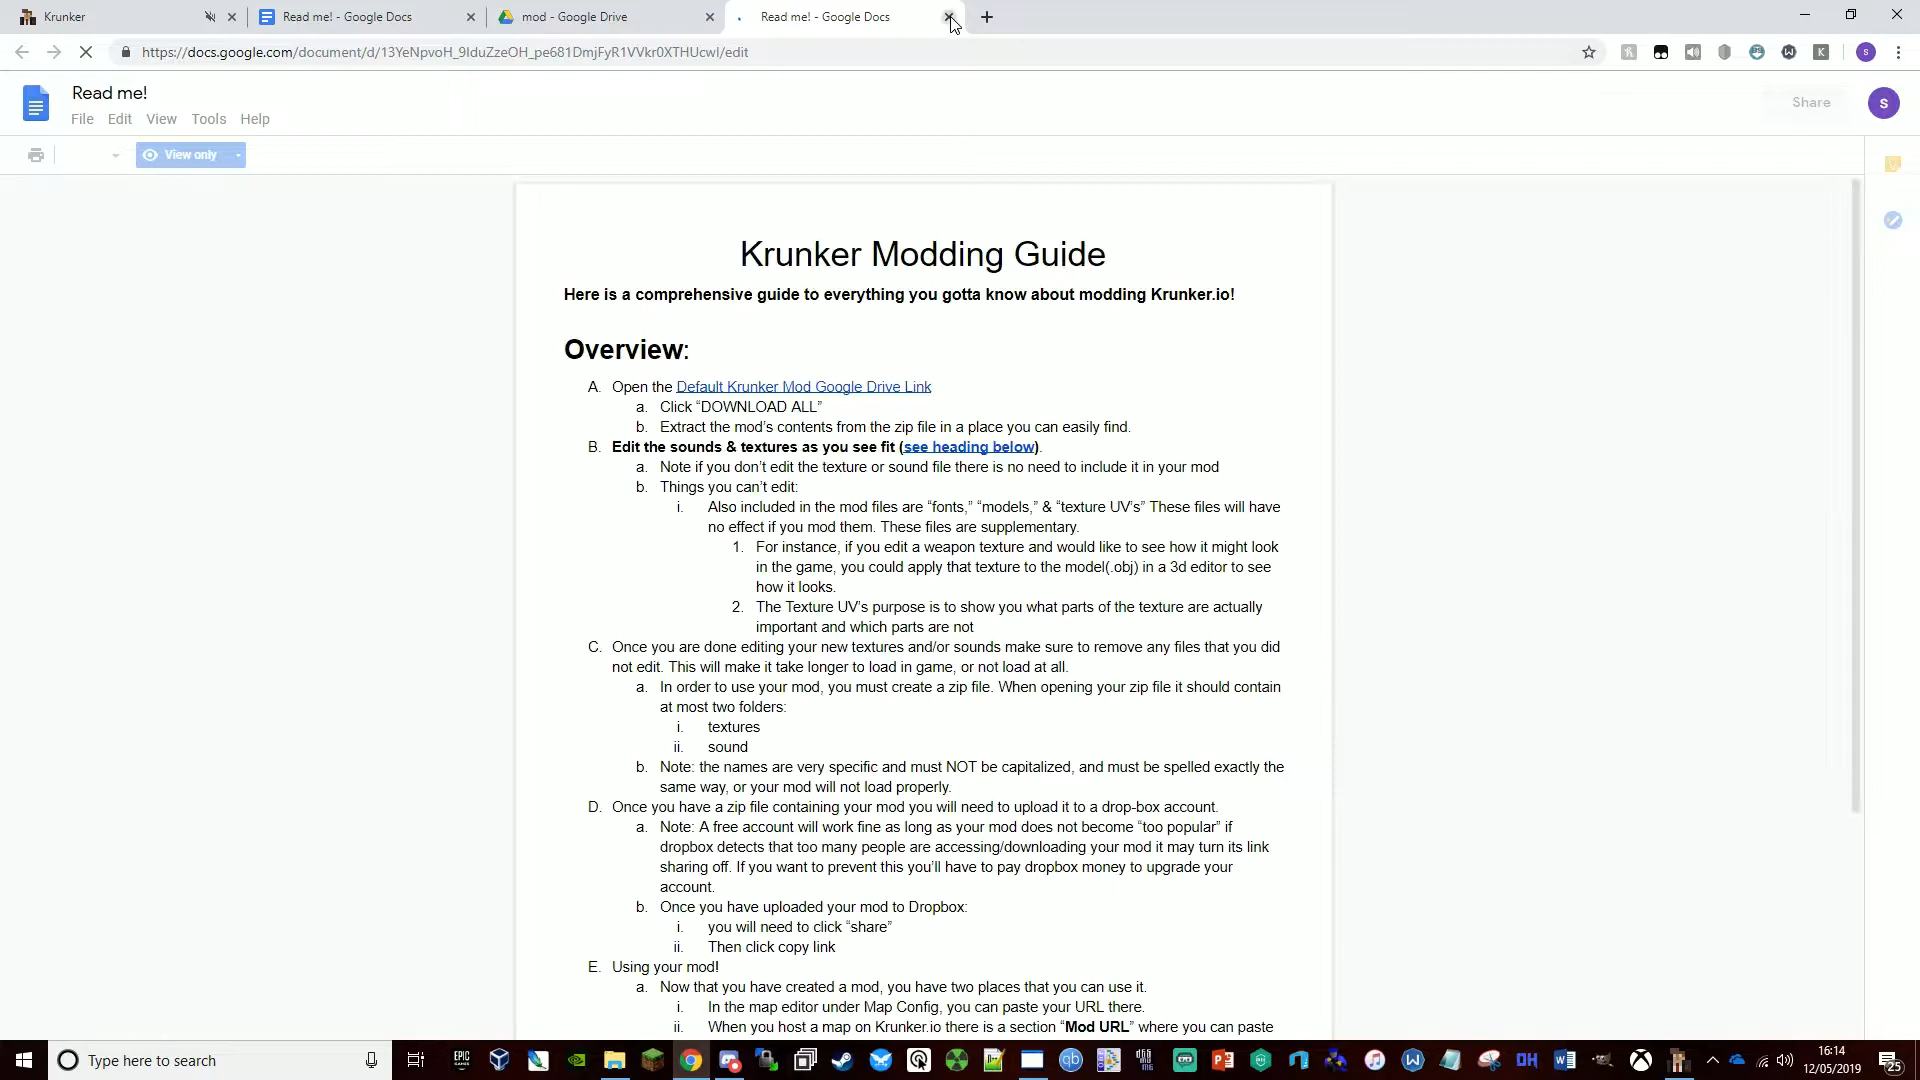 Krunker
Read me! - Google Docs
mod - Google Drive
Read me! - Google Docs
https://docs.google.com/document/d/13YeNpvoH_9lduZzeOH_pe681DmjFyR1VVkr0XTHUcwI/edit
Read me!
Share
S
File Edit View Tools Help
View only
Krunker Modding Guide
Here is a comprehensive guide to everything you gotta know about modding Krunker.io!
Overview:
A. Open the Default Krunker Mod Google Drive Link
a. Click “DOWNLOAD ALL”
b. Extract the mod’s contents from the zip file in a place you can easily find.
B. Edit the sounds & textures as you see fit (see heading below).
a. Note if you don’t edit the texture or sound file there is no need to include it in your mod
b. Things you can’t edit:
i. Also included in the mod files are “fonts,” “models,” & “texture UV’s” These files will have
no effect if you mod them. These files are supplementary.
1. For instance, if you edit a weapon texture and would like to see how it might look
in the game, you could apply that texture to the model(.obj) in a 3d editor to see
how it looks.
2. The Texture UV’s purpose is to show you what parts of the texture are actually
important and which parts are not
C. Once you are done editing your new textures and/or sounds make sure to remove any files that you did
not edit. This will make it take longer to load in game, or not load at all.
a. In order to use your mod, you must create a zip file. When opening your zip file it should contain
at most two folders:
i. textures
ii. sound
b. Note: the names are very specific and must NOT be capitalized, and must be spelled exactly the
same way, or your mod will not load properly.
D. Once you have a zip file containing your mod you will need to upload it to a drop-box account.
a. Note: A free account will work fine as long as your mod does not become “too popular” if
dropbox detects that too many people are accessing/downloading your mod it may turn its link
sharing off. If you want to prevent this you’ll have to pay dropbox money to upgrade your
account.
b. Once you have uploaded your mod to Dropbox:
i. you will need to click “share”
ii. Then click copy link
E. Using your mod!
a. Now that you have created a mod, you have two places that you can use it.
i. In the map editor under Map Config, you can paste your URL there.
ii. When you host a map on Krunker.io there is a section “Mod URL” where you can paste
Type here to search
16:14
12/05/2019
25